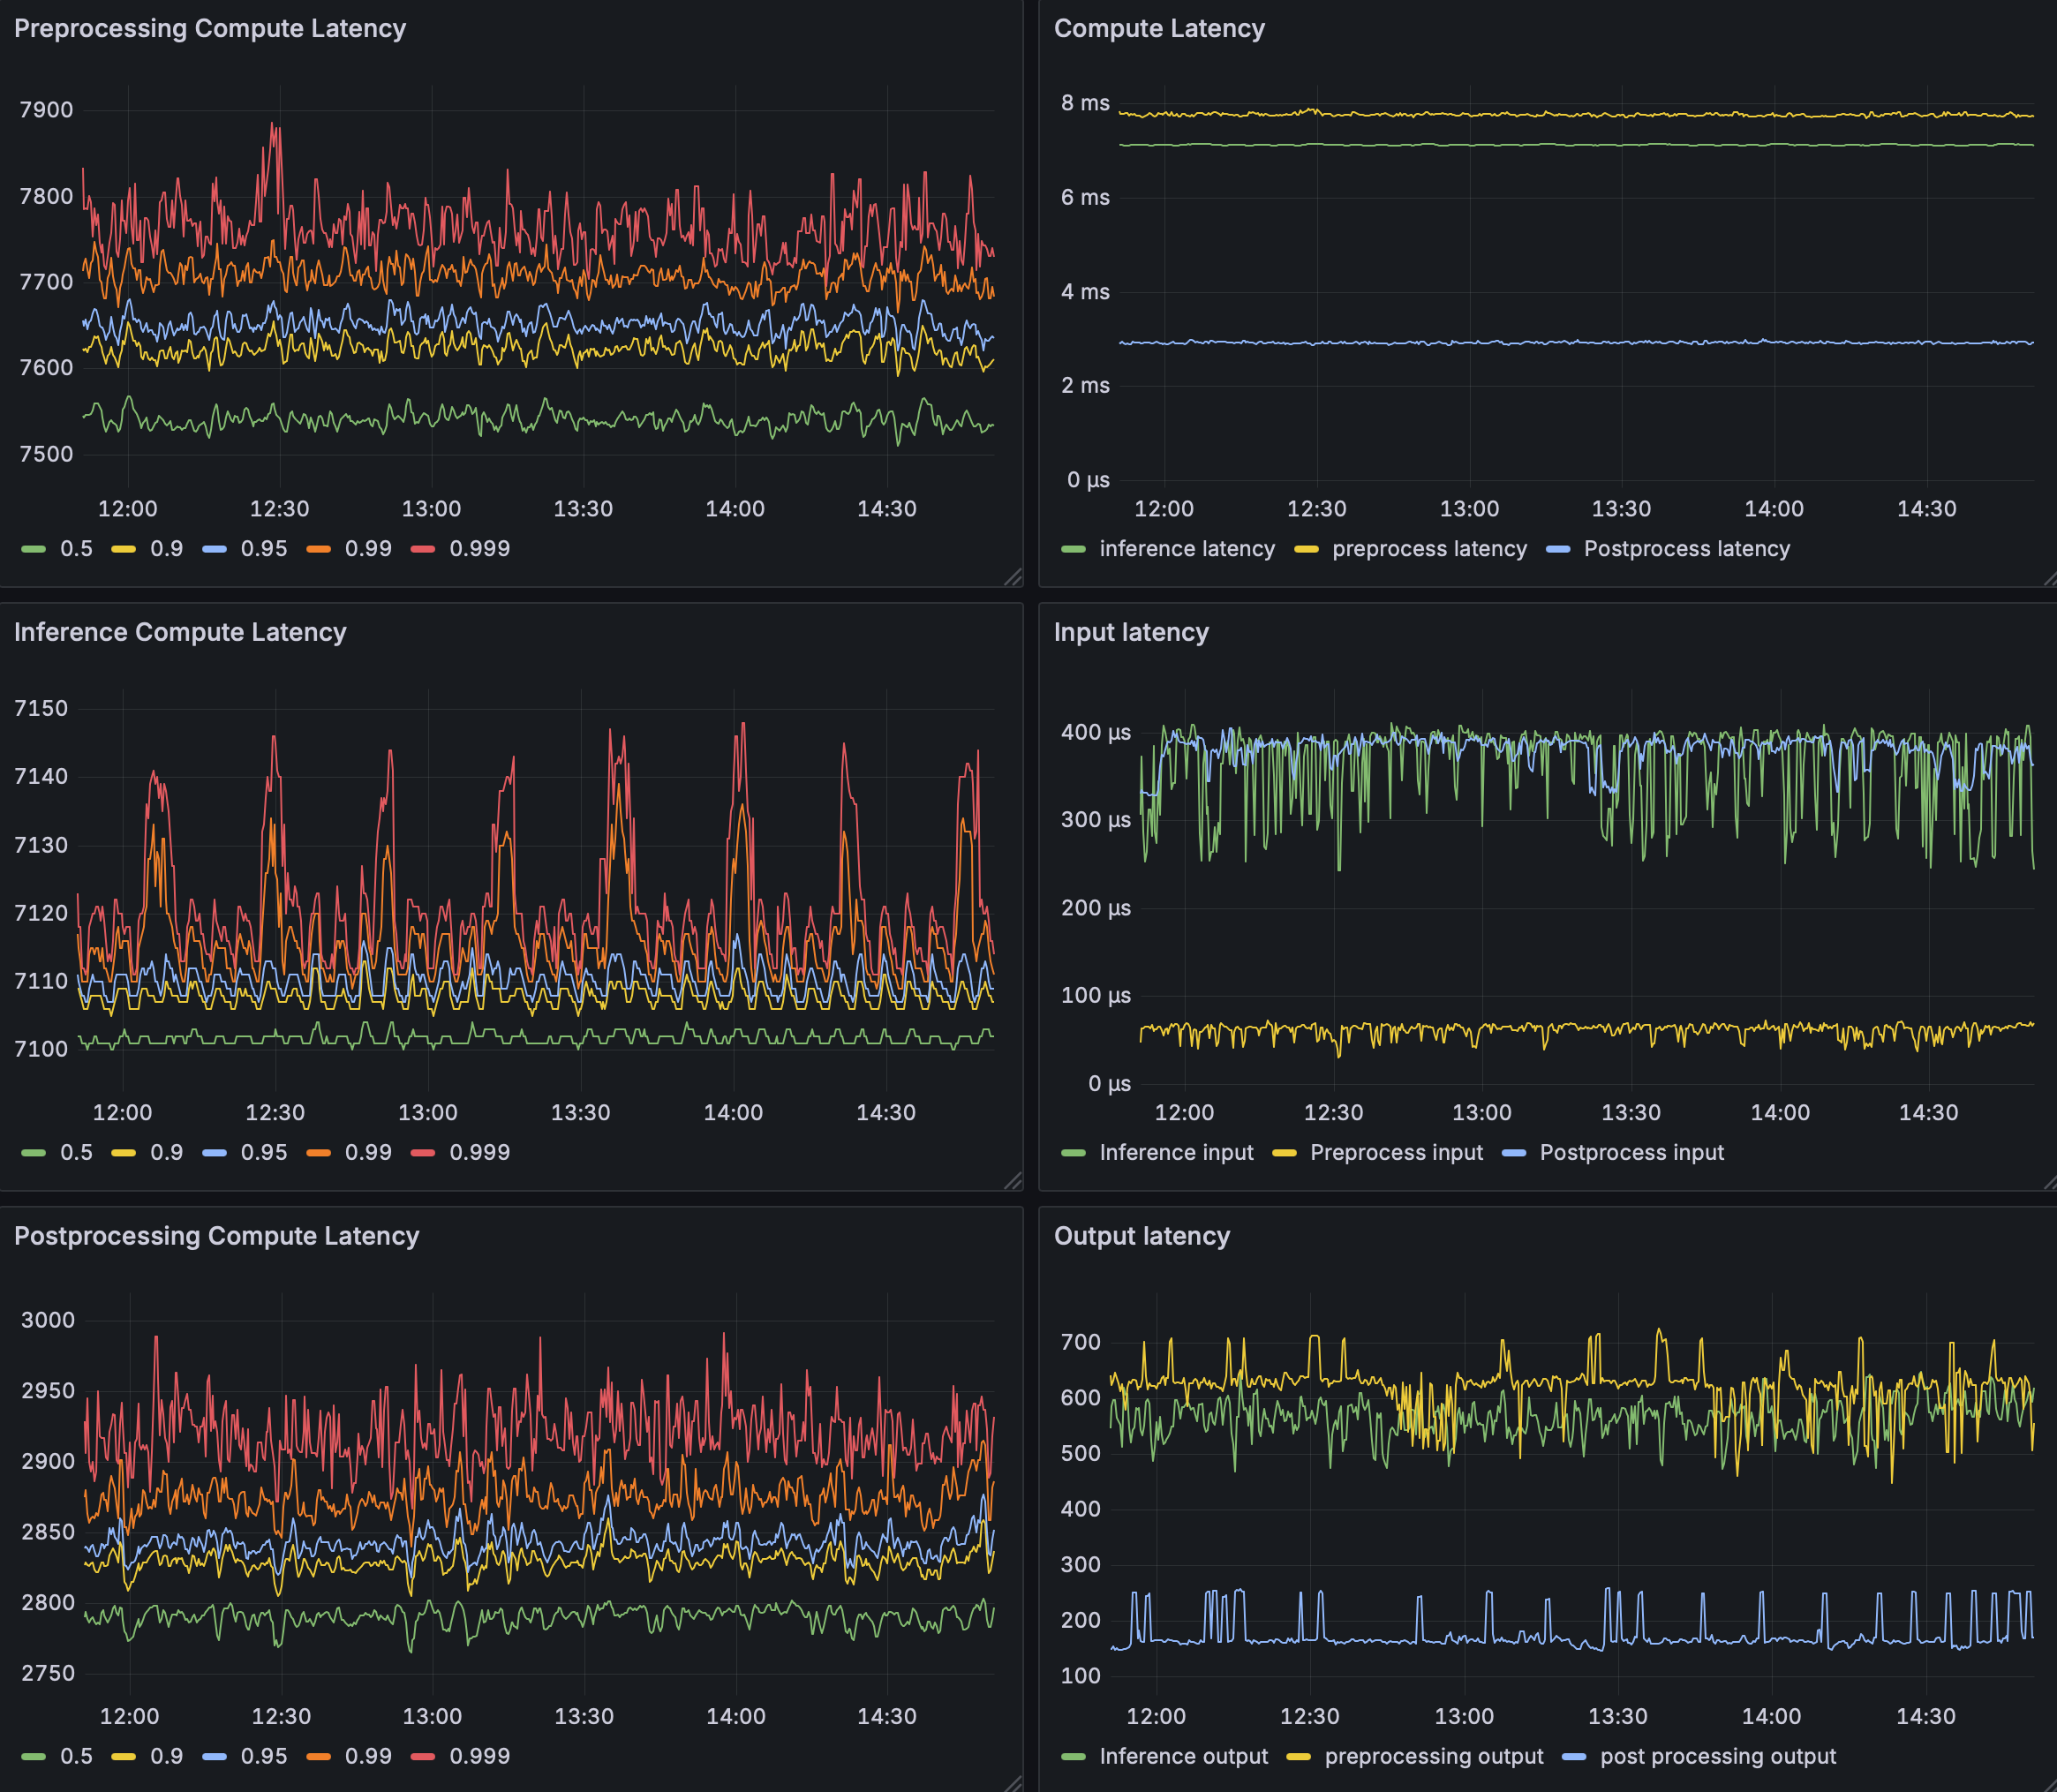 Preprocessing Compute Latency
7900
7800
7700
7600
7500
12:00 12:30 13:00 13:30 14:00 14:30
0.5 0.9 0.95 0.99 0.999
Compute Latency
8 ms
6 ms
4 ms
2 ms
0 µs
12:00 12:30 13:00 13:30 14:00 14:30
inference latency preprocess latency Postprocess latency
Inference Compute Latency
7150
7140
7130
7120
7110
7100
12:00 12:30 13:00 13:30 14:00 14:30
0.5 0.9 0.95 0.99 0.999
Input latency
400 µs
300 µs
200 µs
100 µs
0 µs
12:00 12:30 13:00 13:30 14:00 14:30
Inference input Preprocess input Postprocess input
Postprocessing Compute Latency
3000
2950
2900
2850
2800
2750
12:00 12:30 13:00 13:30 14:00 14:30
0.5 0.9 0.95 0.99 0.999
Output latency
700
600
500
400
300
200
100
12:00 12:30 13:00 13:30 14:00 14:30
Inference output preprocessing output post processing output